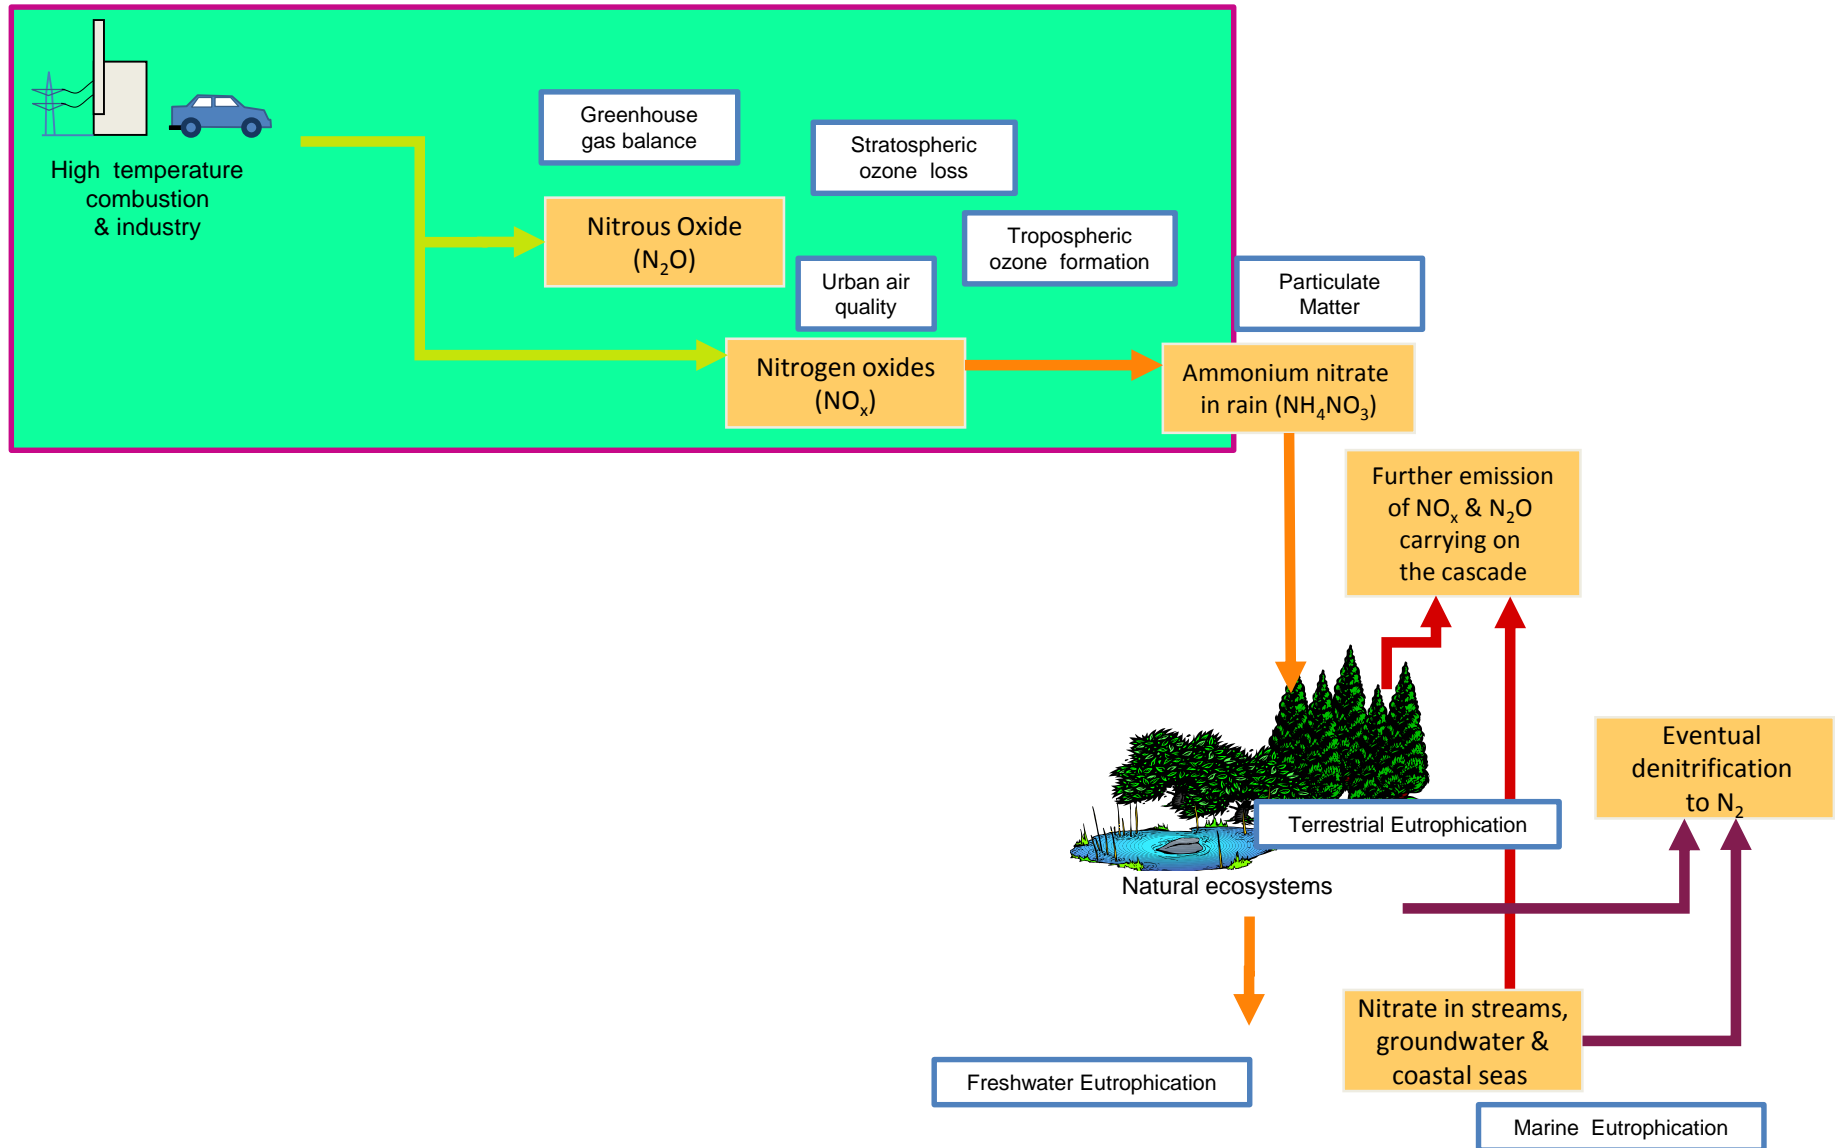 High temperature
combustion
& industry
Greenhouse
gas balance
Stratospheric
ozone loss
Nitrous Oxide
(N₂O)
Tropospheric
ozone formation
Urban air
quality
Particulate
Matter
Nitrogen oxides
(NOₓ)
Ammonium nitrate
in rain (NH₄NO₃)
Further emission
of NOₓ & N₂O
carrying on
the cascade
Eventual
denitrification
to N₂
Terrestrial Eutrophication
Natural ecosystems
Nitrate in streams,
groundwater &
coastal seas
Freshwater Eutrophication
Marine Eutrophication